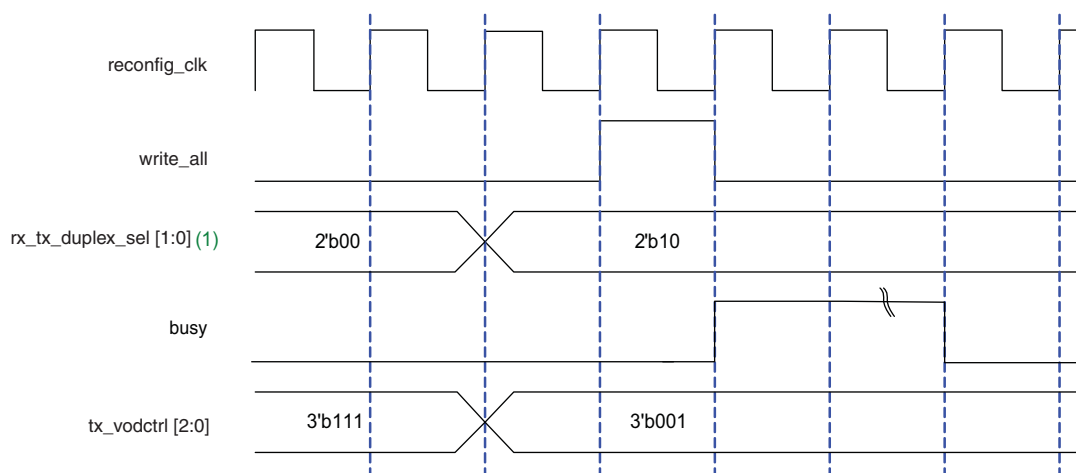 reconfig_clk
write_all
rx_tx_duplex_sel [1:0] (1)
2'b00
2'b10
busy
tx_vodctrl [2:0]
3'b111
3'b001